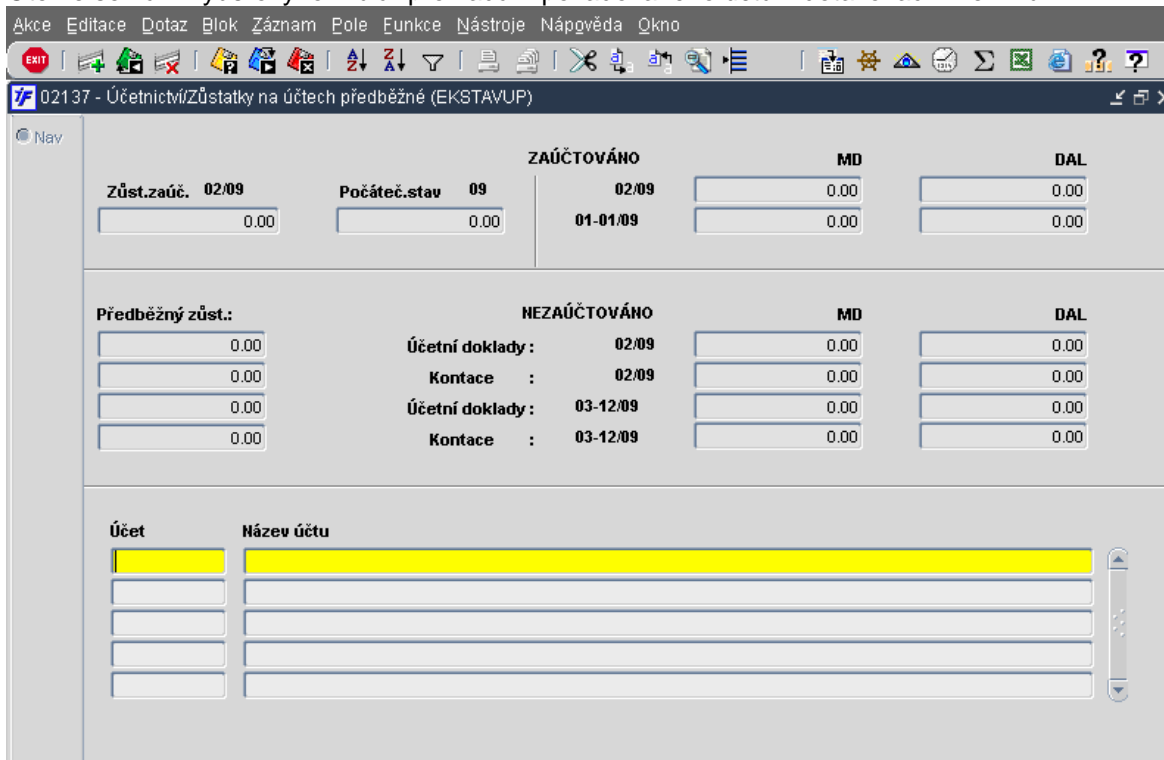 Akce Editace Dotaz Blok Záznam Pole Funkce Nástroje Nápověda Okno
EXIT
02137 - Účetnictví/Zůstatky na účtech předběžné (EKSTAVUP)
Nav
ZAÚČTOVÁNO MD DAL
Zůst.zaúč. 02/09 Počáteč.stav 09 02/09 0.00 0.00
0.00 0.00 01-01/09 0.00 0.00
Předběžný zůst.: NEZAÚČTOVÁNO MD DAL
0.00 Účetní doklady : 02/09 0.00 0.00
0.00 Kontace : 02/09 0.00 0.00
0.00 Účetní doklady : 03-12/09 0.00 0.00
0.00 Kontace : 03-12/09 0.00 0.00
Účet Název účtu